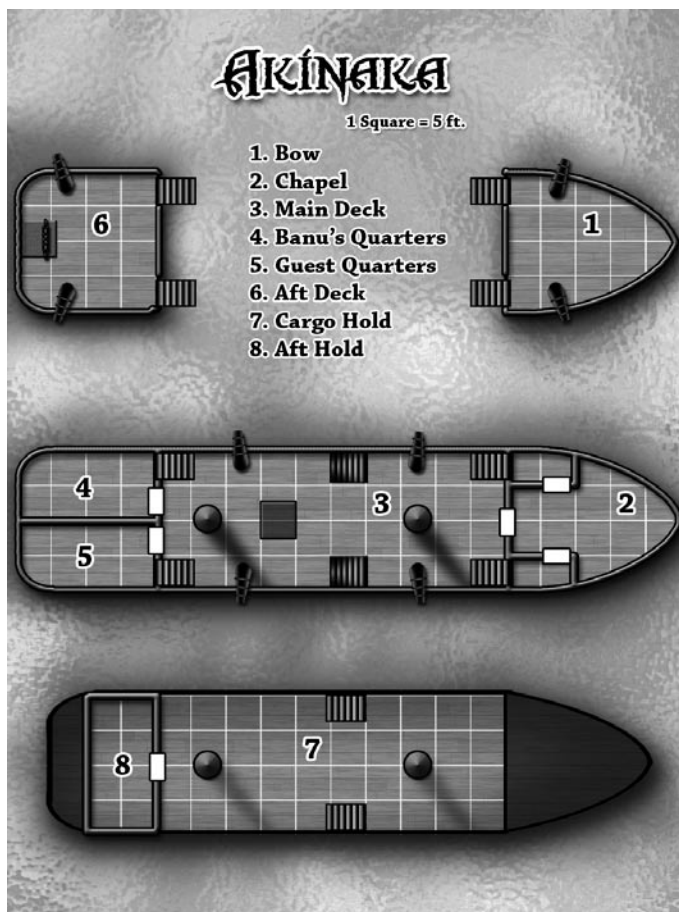 Akínaka
1 Square = 5 ft.
1. Bow
2. Chapel
3. Main Deck
4. Banu's Quarters
5. Guest Quarters
6. Aft Deck
7. Cargo Hold
8. Aft Hold
6
1
4
3
2
5
7
8